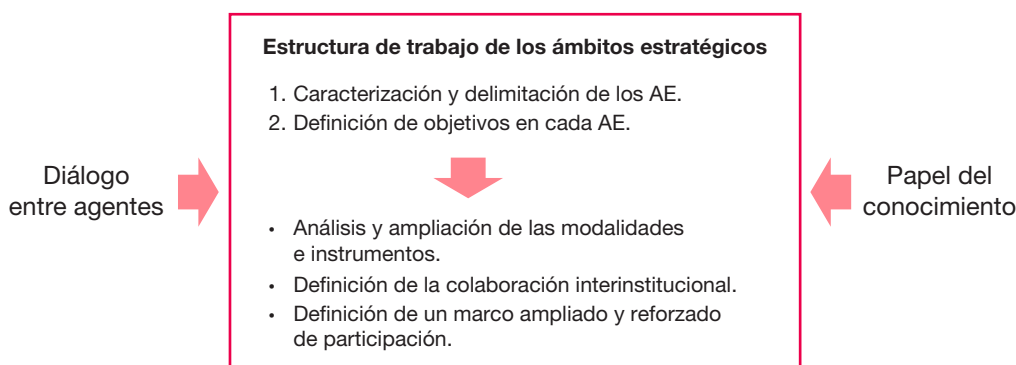 Estructura de trabajo de los ámbitos estratégicos
1. Caracterización y delimitación de los AE.
2. Definición de objetivos en cada AE.
Diálogo
entre agentes
Papel del
conocimiento
• Análisis y ampliación de las modalidades
e instrumentos.
• Definición de la colaboración interinstitucional.
• Definición de un marco ampliado y reforzado
de participación.